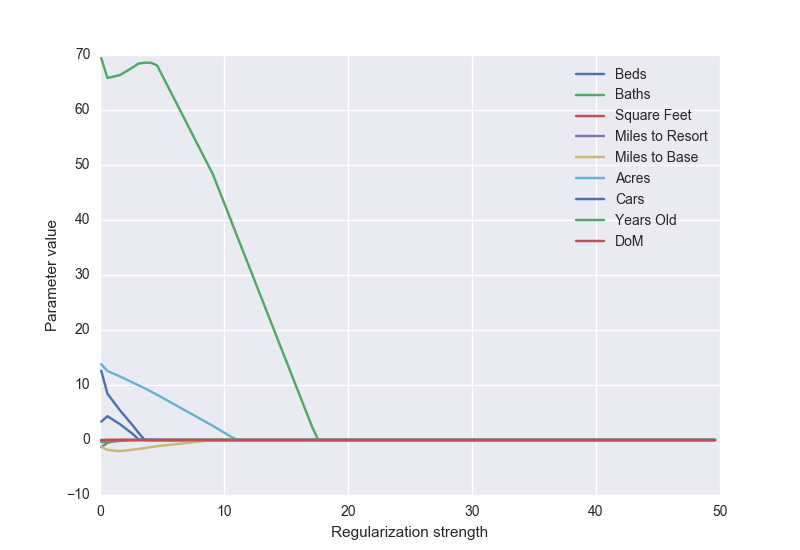 70
60
50
40
30
20
10
0
−10
0 10 20 30 40 50
Parameter value
Regularization strength
Beds
Baths
Square Feet
Miles to Resort
Miles to Base
Acres
Cars
Years Old
DoM